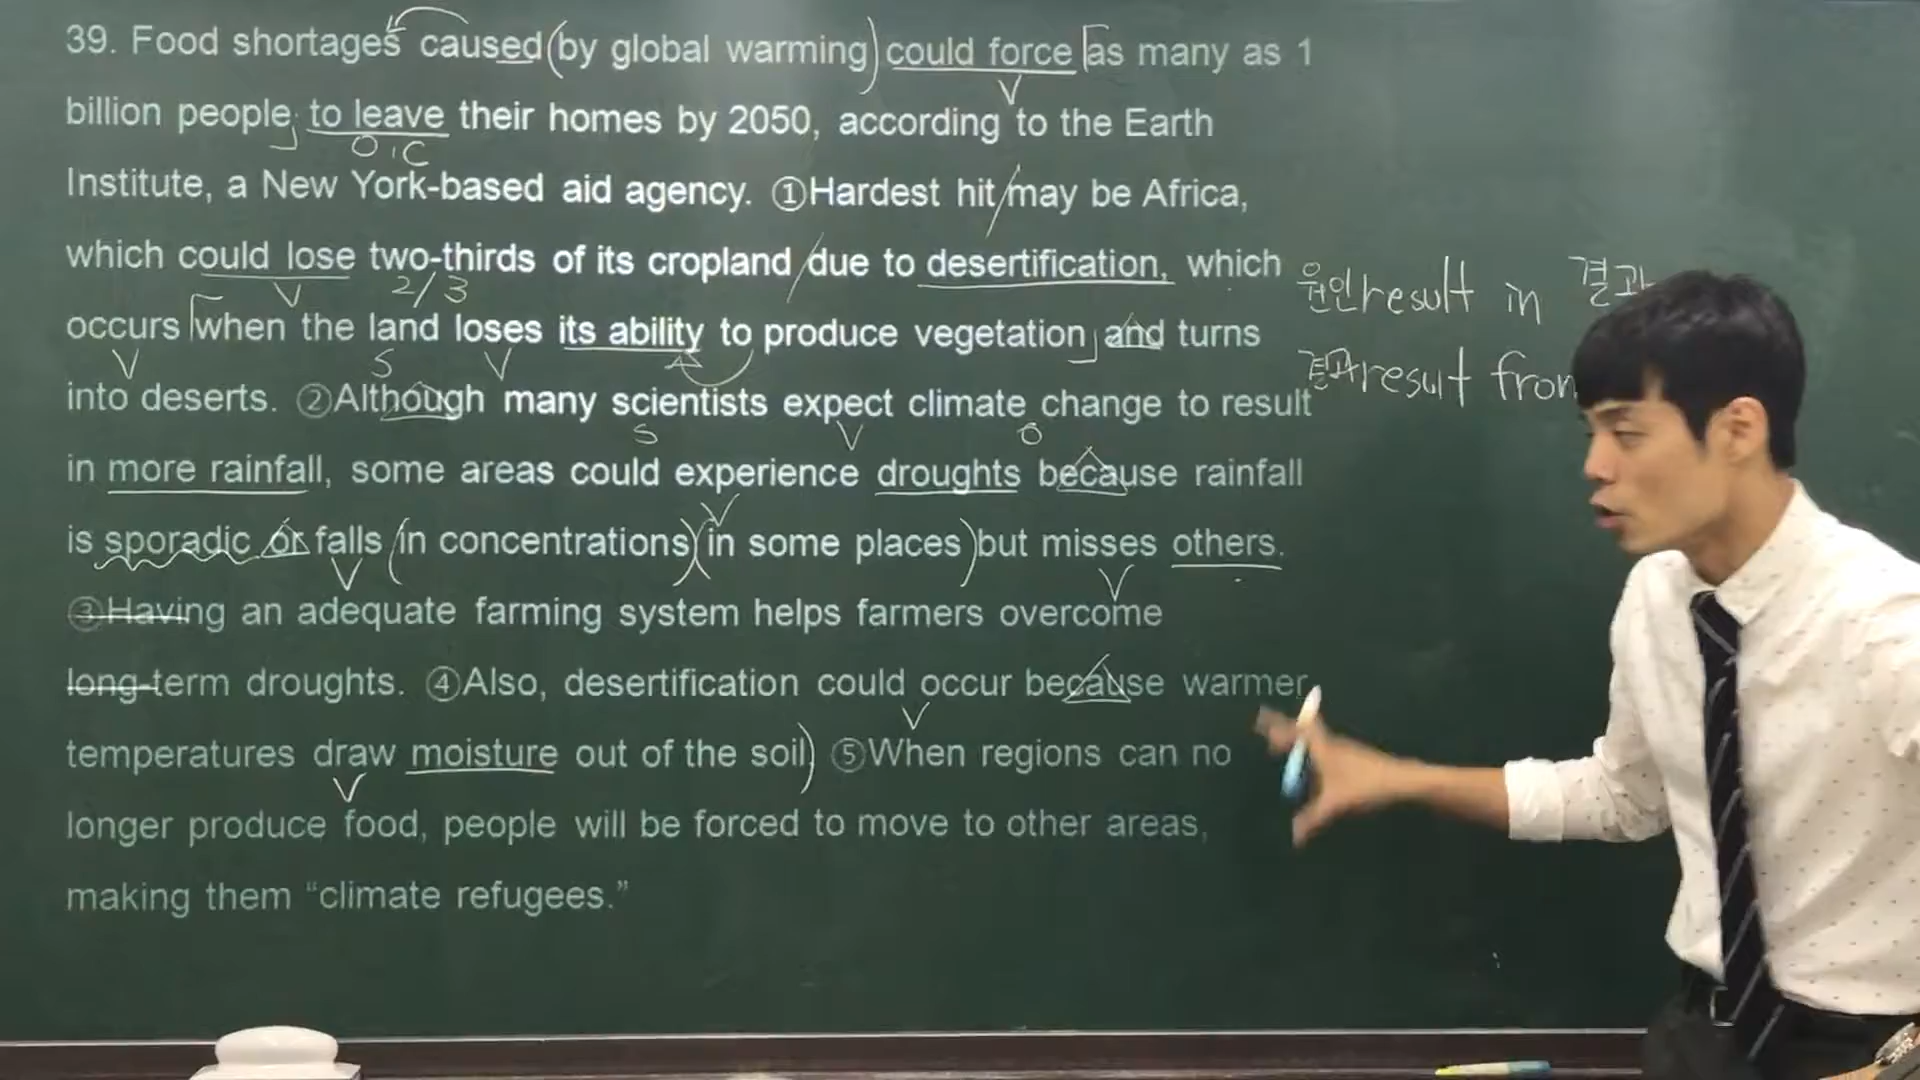 39. Food shortages caused (by global warming) could force [as many as 1
V
billion people] to leave their homes by 2050, according to the Earth
O.C
Institute, a New York-based aid agency. ①Hardest hit / may be Africa,
which could lose two-thirds of its cropland / due to desertification, which
V 2/3
원인 result in 결과
occurs [when the land loses its ability to produce vegetation] and turns
V S V
결과 result from
into deserts. ②Although many scientists expect climate change to result
S V O
in more rainfall, some areas could experience droughts because rainfall
V
is sporadic or falls (in concentrations) (in some places) but misses others.
V V
③Having an adequate farming system helps farmers overcome
long-term droughts. ④Also, desertification could occur because warmer
V
temperatures draw moisture out of the soil) ⑤When regions can no
V
longer produce food, people will be forced to move to other areas,
making them “climate refugees.”